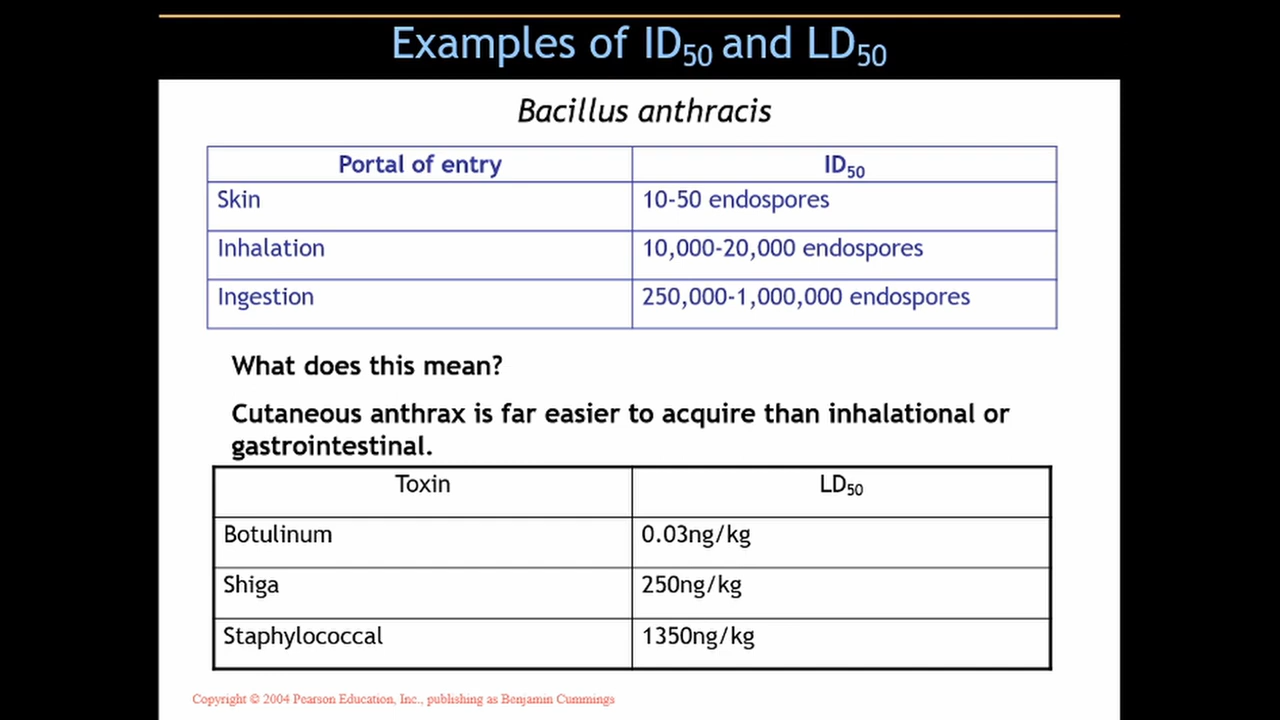 Examples of ID50 and LD50
Bacillus anthracis
Portal of entry ID50
Skin 10-50 endospores
Inhalation 10,000-20,000 endospores
Ingestion 250,000-1,000,000 endospores
What does this mean?
Cutaneous anthrax is far easier to acquire than inhalational or
gastrointestinal.
Toxin LD50
Botulinum 0.03ng/kg
Shiga 250ng/kg
Staphylococcal 1350ng/kg
Copyright © 2004 Pearson Education, Inc., publishing as Benjamin Cummings